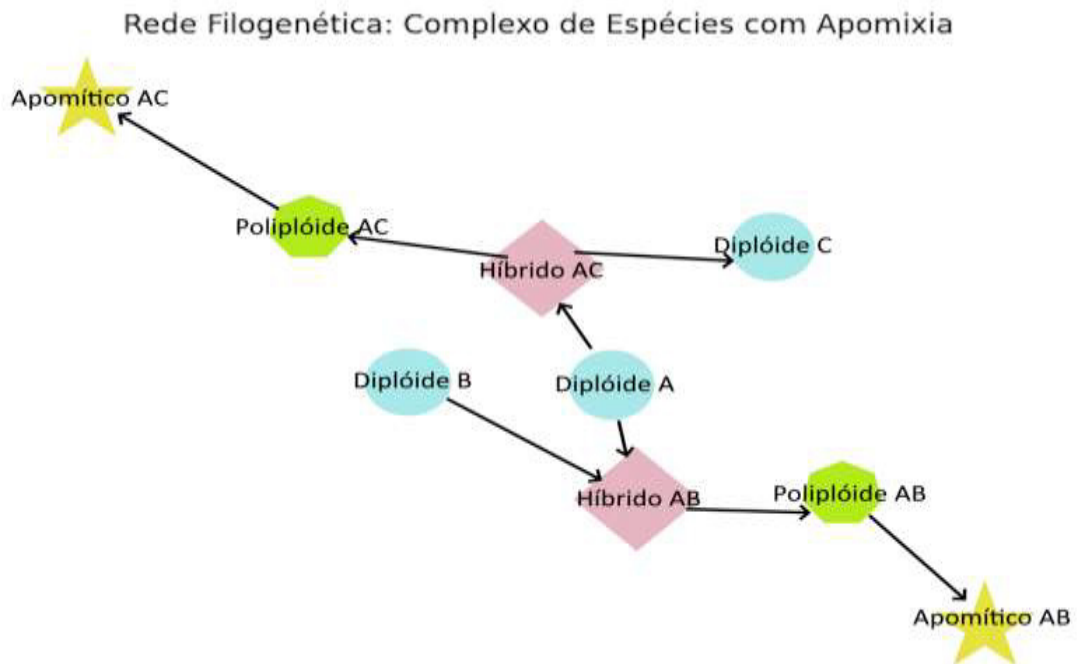 Rede Filogenética: Complexo de Espécies com Apomixia
Apomítico AC
Poliplóide AC
Diplóide C
Híbrido AC
Diplóide B
Diplóide A
Híbrido AB
Poliplóide AB
Apomítico AB